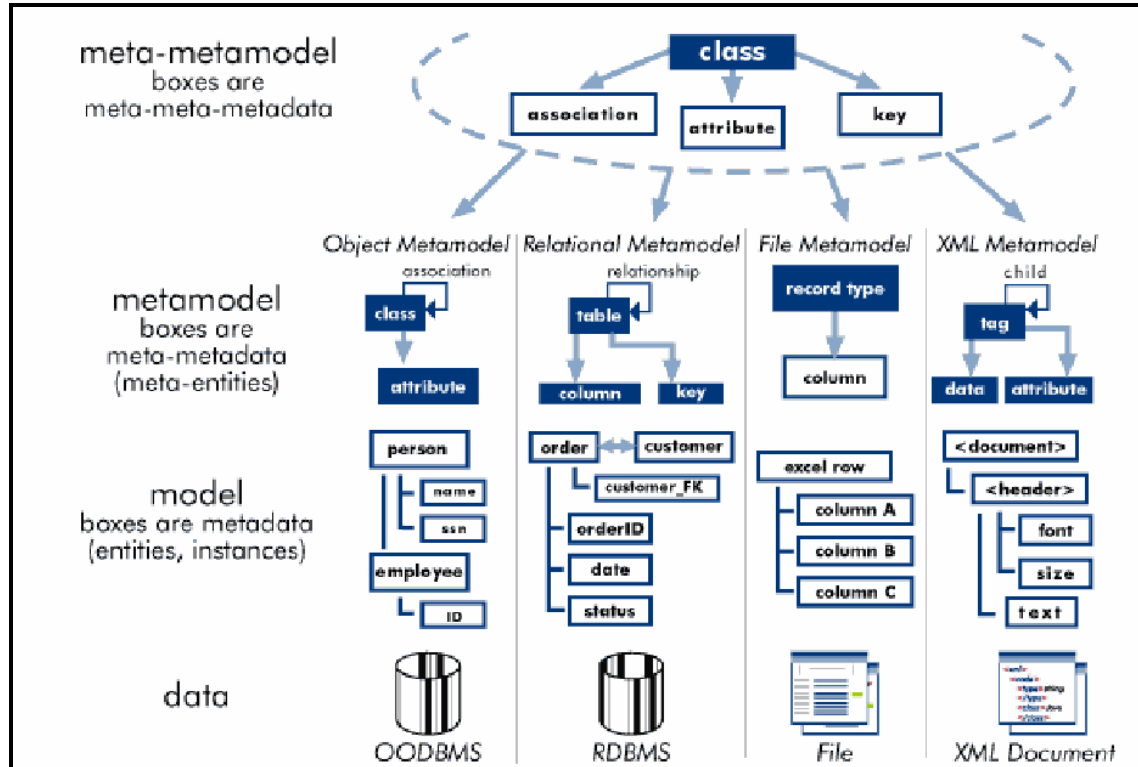 meta-metamodel
boxes are
meta-meta-metadata
class
association
attribute
key
Object Metamodel
Relational Metamodel
File Metamodel
XML Metamodel
metamodel
boxes are
meta-metadata
(meta-entities)
association
class
attribute
relationship
table
column
key
record type
column
child
tag
data
attribute
model
boxes are metadata
(entities, instances)
person
name
ssn
employee
ID
order
customer
customer_FK
orderID
date
status
excel row
column A
column B
column C
<document>
<header>
font
size
text
data
OODBMS
RDBMS
File
XML Document